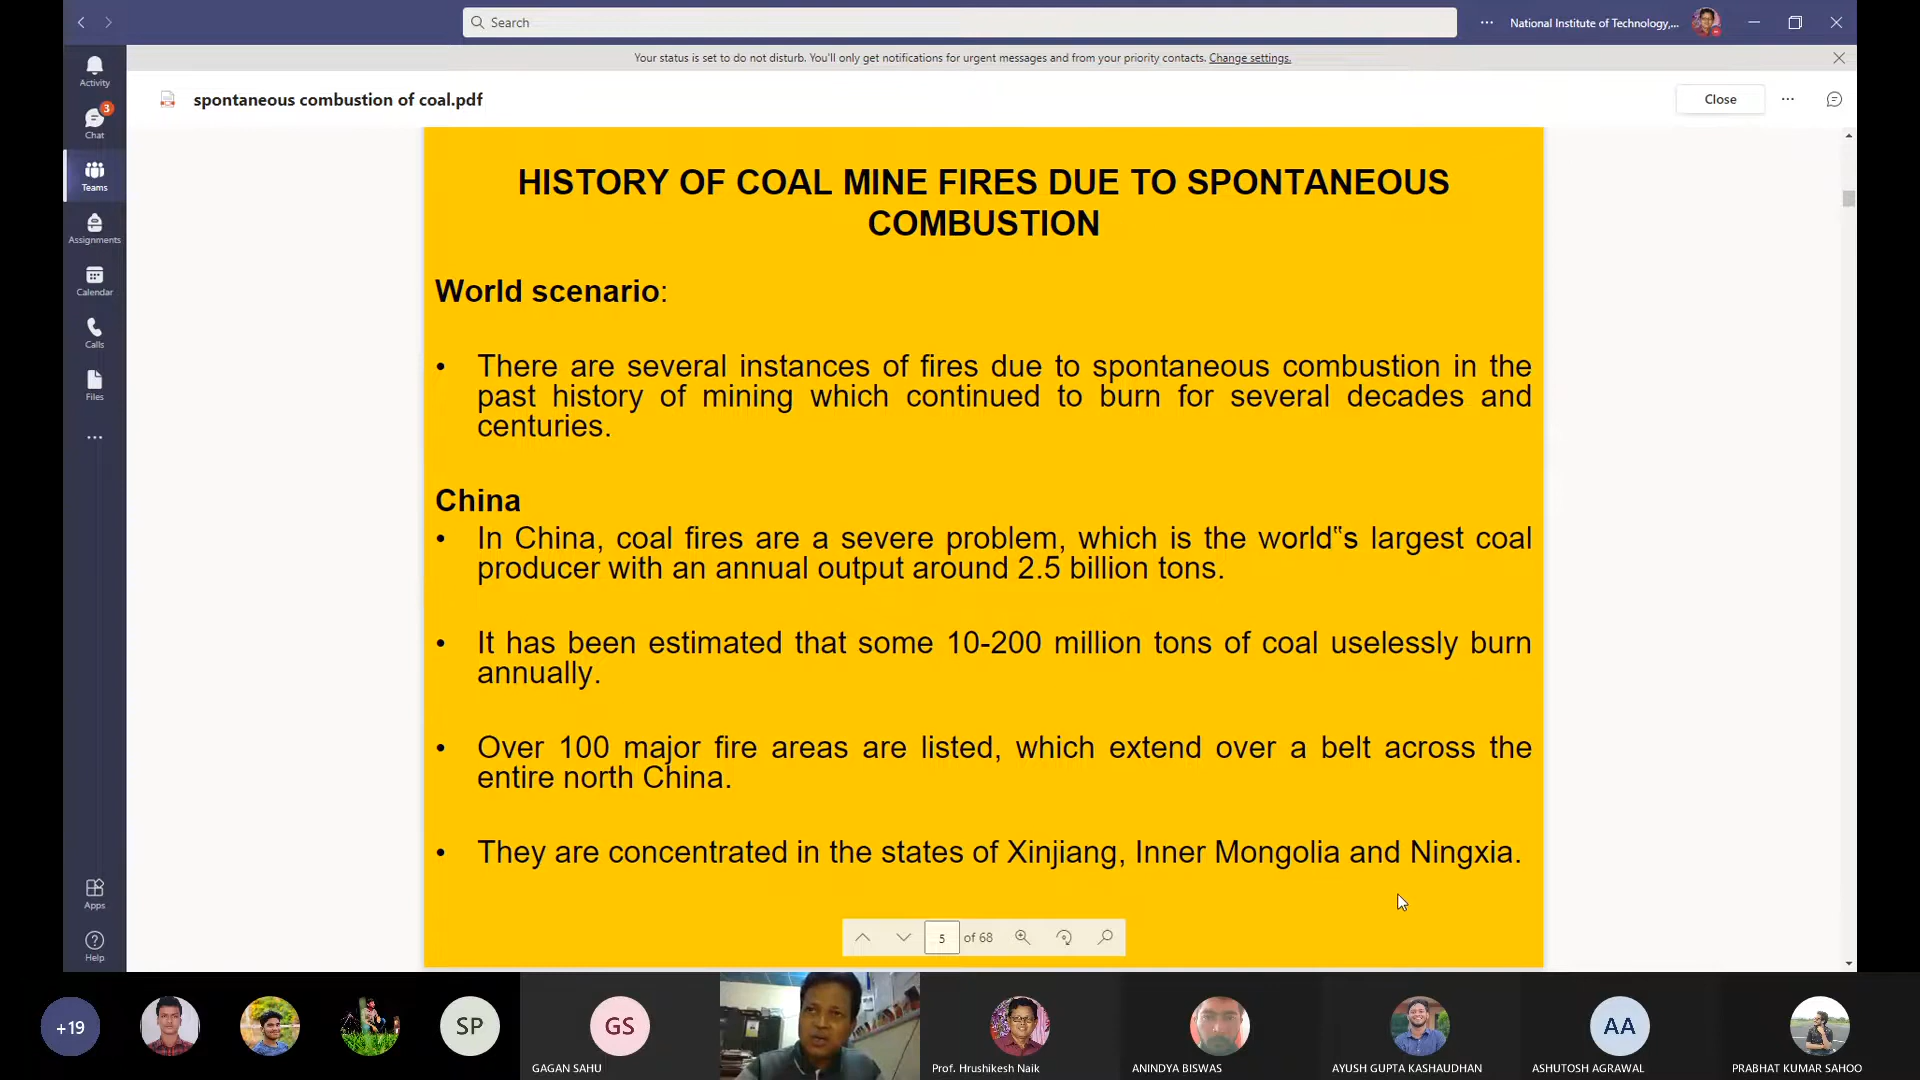 Search
National Institute of Technology,...
Your status is set to do not disturb. You'll only get notifications for urgent messages and from your priority contacts. Change settings.
Activity
3
Chat
Teams
Assignments
Calendar
Calls
Files
Apps
Help
spontaneous combustion of coal.pdf
Close
HISTORY OF COAL MINE FIRES DUE TO SPONTANEOUS
COMBUSTION
World scenario:
• There are several instances of fires due to spontaneous combustion in the
past history of mining which continued to burn for several decades and
centuries.
China
• In China, coal fires are a severe problem, which is the world‟s largest coal
producer with an annual output around 2.5 billion tons.
• It has been estimated that some 10-200 million tons of coal uselessly burn
annually.
• Over 100 major fire areas are listed, which extend over a belt across the
entire north China.
• They are concentrated in the states of Xinjiang, Inner Mongolia and Ningxia.
5 of 68
+19
SP
GS
GAGAN SAHU
Prof. Hrushikesh Naik
ANINDYA BISWAS
AYUSH GUPTA KASHAUDHAN
AA
ASHUTOSH AGRAWAL
PRABHAT KUMAR SAHOO